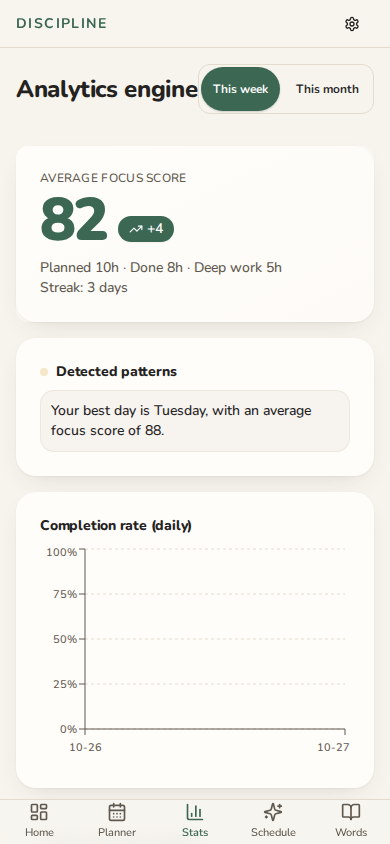 DISCIPLINE
Analytics engine
This week
This month
AVERAGE FOCUS SCORE
82
+4
Planned 10h · Done 8h · Deep work 5h
Streak: 3 days
Detected patterns
Your best day is Tuesday, with an average
focus score of 88.
Completion rate (daily)
100%
75%
50%
25%
0%
10-26
10-27
Home
Planner
Stats
Schedule
Words